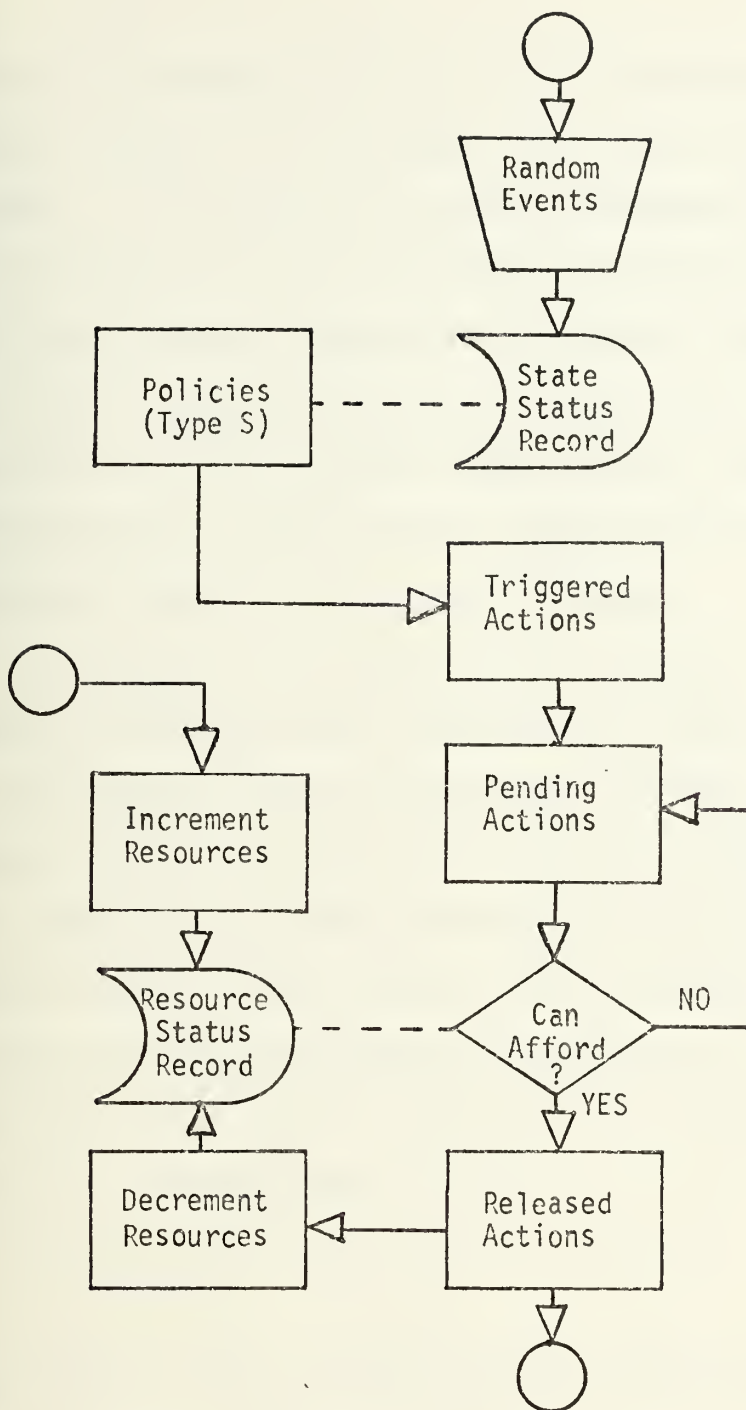 Random
Events
Policies
(Type S)
State
Status
Record
Triggered
Actions
Increment
Resources
Pending
Actions
Resource
Status
Record
Can
Afford
?
NO
YES
Decrement
Resources
Released
Actions